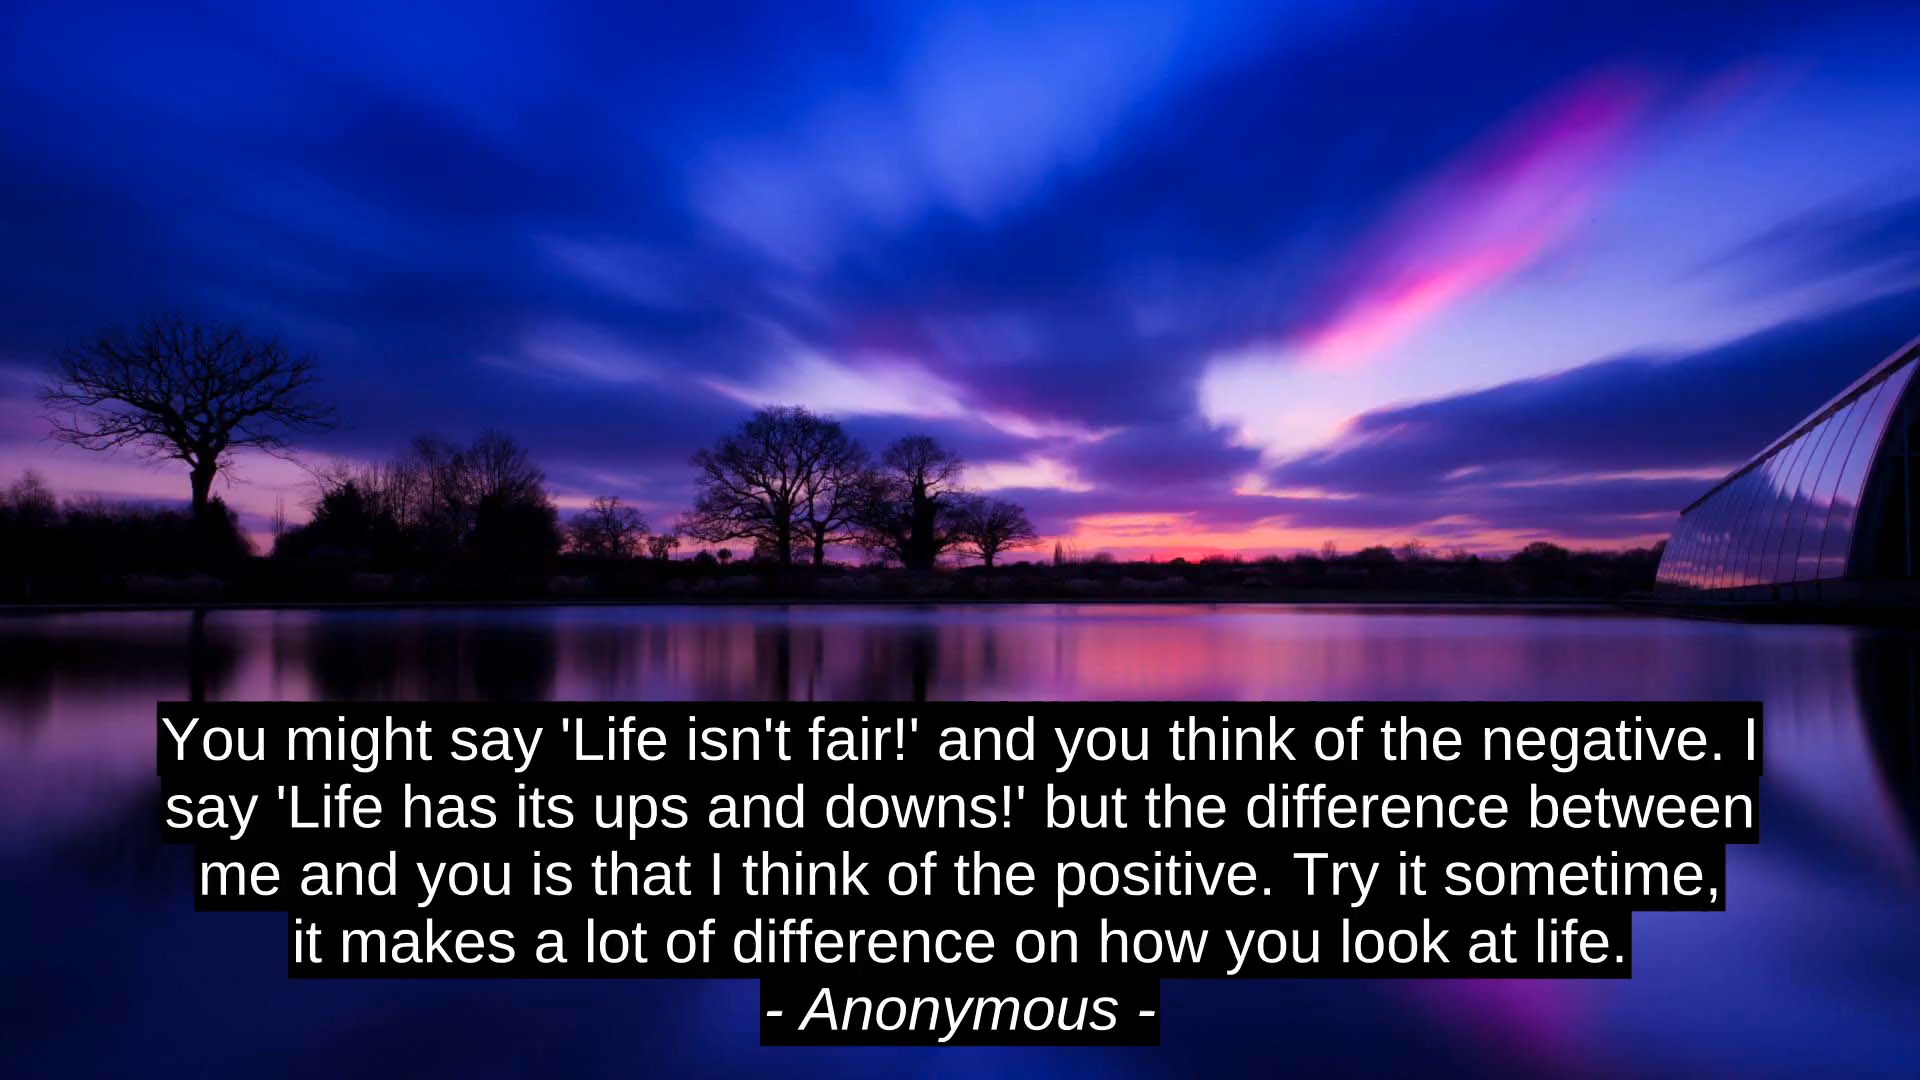 You might say 'Life isn't fair!' and you think of the negative. I
say 'Life has its ups and downs!' but the difference between
me and you is that I think of the positive. Try it sometime,
it makes a lot of difference on how you look at life.
- Anonymous -